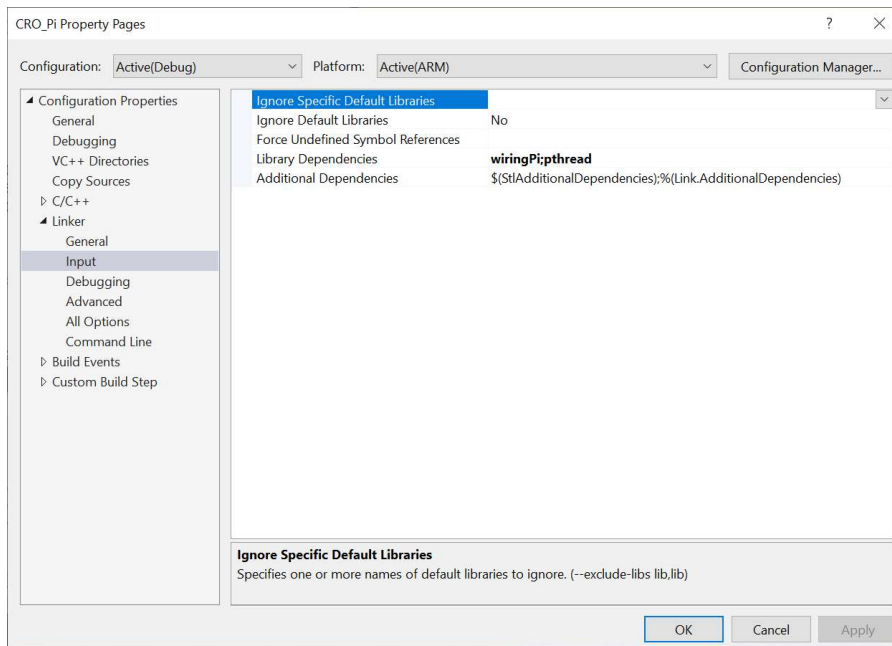 CRO_Pi Property Pages
Configuration: Active(Debug) Platform: Active(ARM) Configuration Manager...
Configuration Properties
General
Debugging
VC++ Directories
Copy Sources
C/C++
Linker
General
Input
Debugging
Advanced
All Options
Command Line
Build Events
Custom Build Step
Ignore Specific Default Libraries
Ignore Default Libraries No
Force Undefined Symbol References
Library Dependencies wiringPi;pthread
Additional Dependencies $(StlAdditionalDependencies);%(Link.AdditionalDependencies)
Ignore Specific Default Libraries
Specifies one or more names of default libraries to ignore. (--exclude-libs lib,lib)
OK Cancel Apply